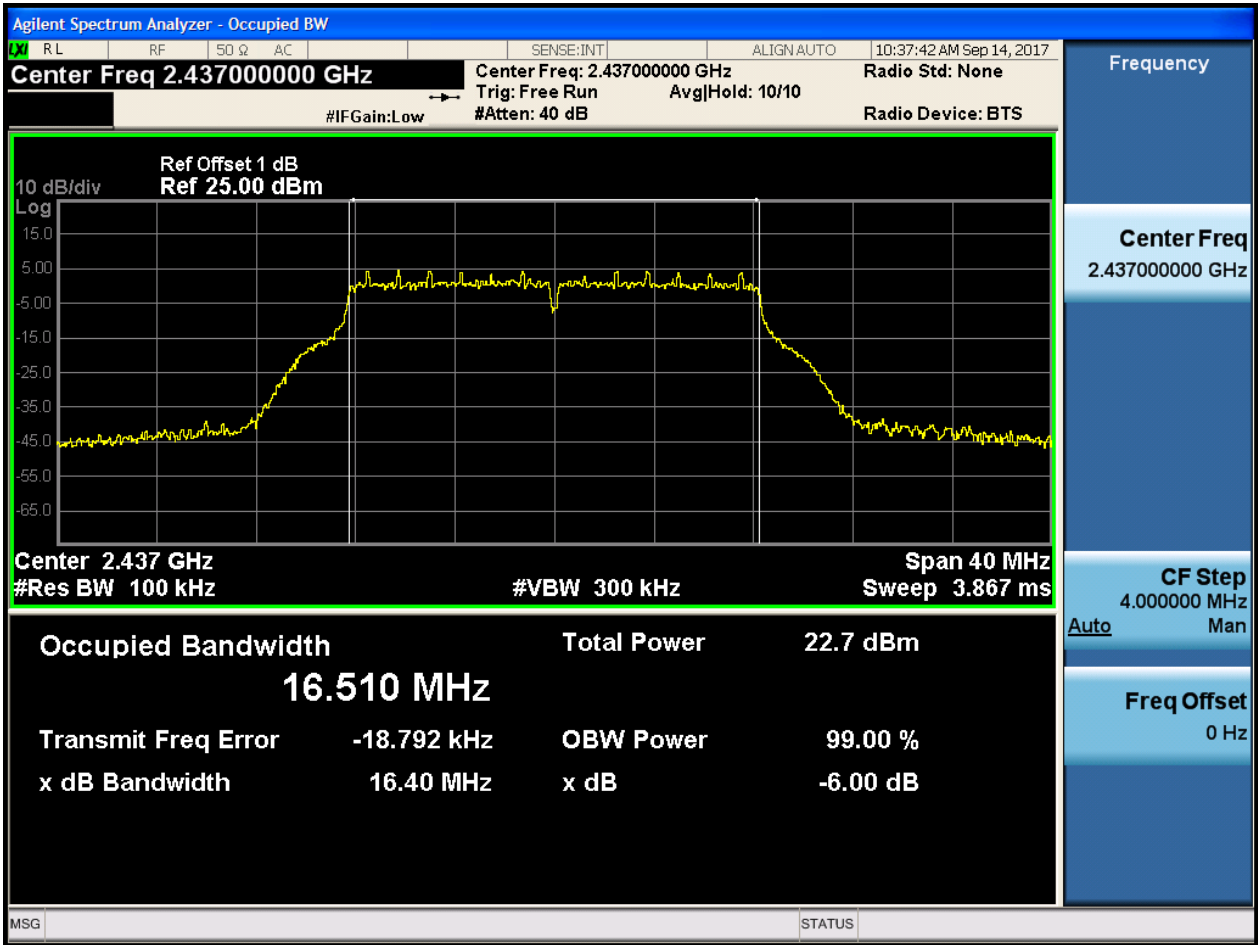 Agilent Spectrum Analyzer - Occupied BW
LXI RL RF 50 Ω AC SENSE:INT ALIGN AUTO 10:37:42 AM Sep 14, 2017
Center Freq 2.437000000 GHz
Center Freq: 2.437000000 GHz Radio Std: None
Trig: Free Run Avg|Hold: 10/10
#IFGain:Low #Atten: 40 dB Radio Device: BTS
Ref Offset 1 dB
10 dB/div Ref 25.00 dBm
Log
15.0
5.00
-5.00
-15.0
-25.0
-35.0
-45.0
-55.0
-65.0
Center 2.437 GHz Span 40 MHz
#Res BW 100 kHz #VBW 300 kHz Sweep 3.867 ms
Occupied Bandwidth Total Power 22.7 dBm
16.510 MHz
Transmit Freq Error -18.792 kHz OBW Power 99.00 %
x dB Bandwidth 16.40 MHz x dB -6.00 dB
MSG STATUS
Frequency
Center Freq
2.437000000 GHz
CF Step
4.000000 MHz
Auto Man
Freq Offset
0 Hz